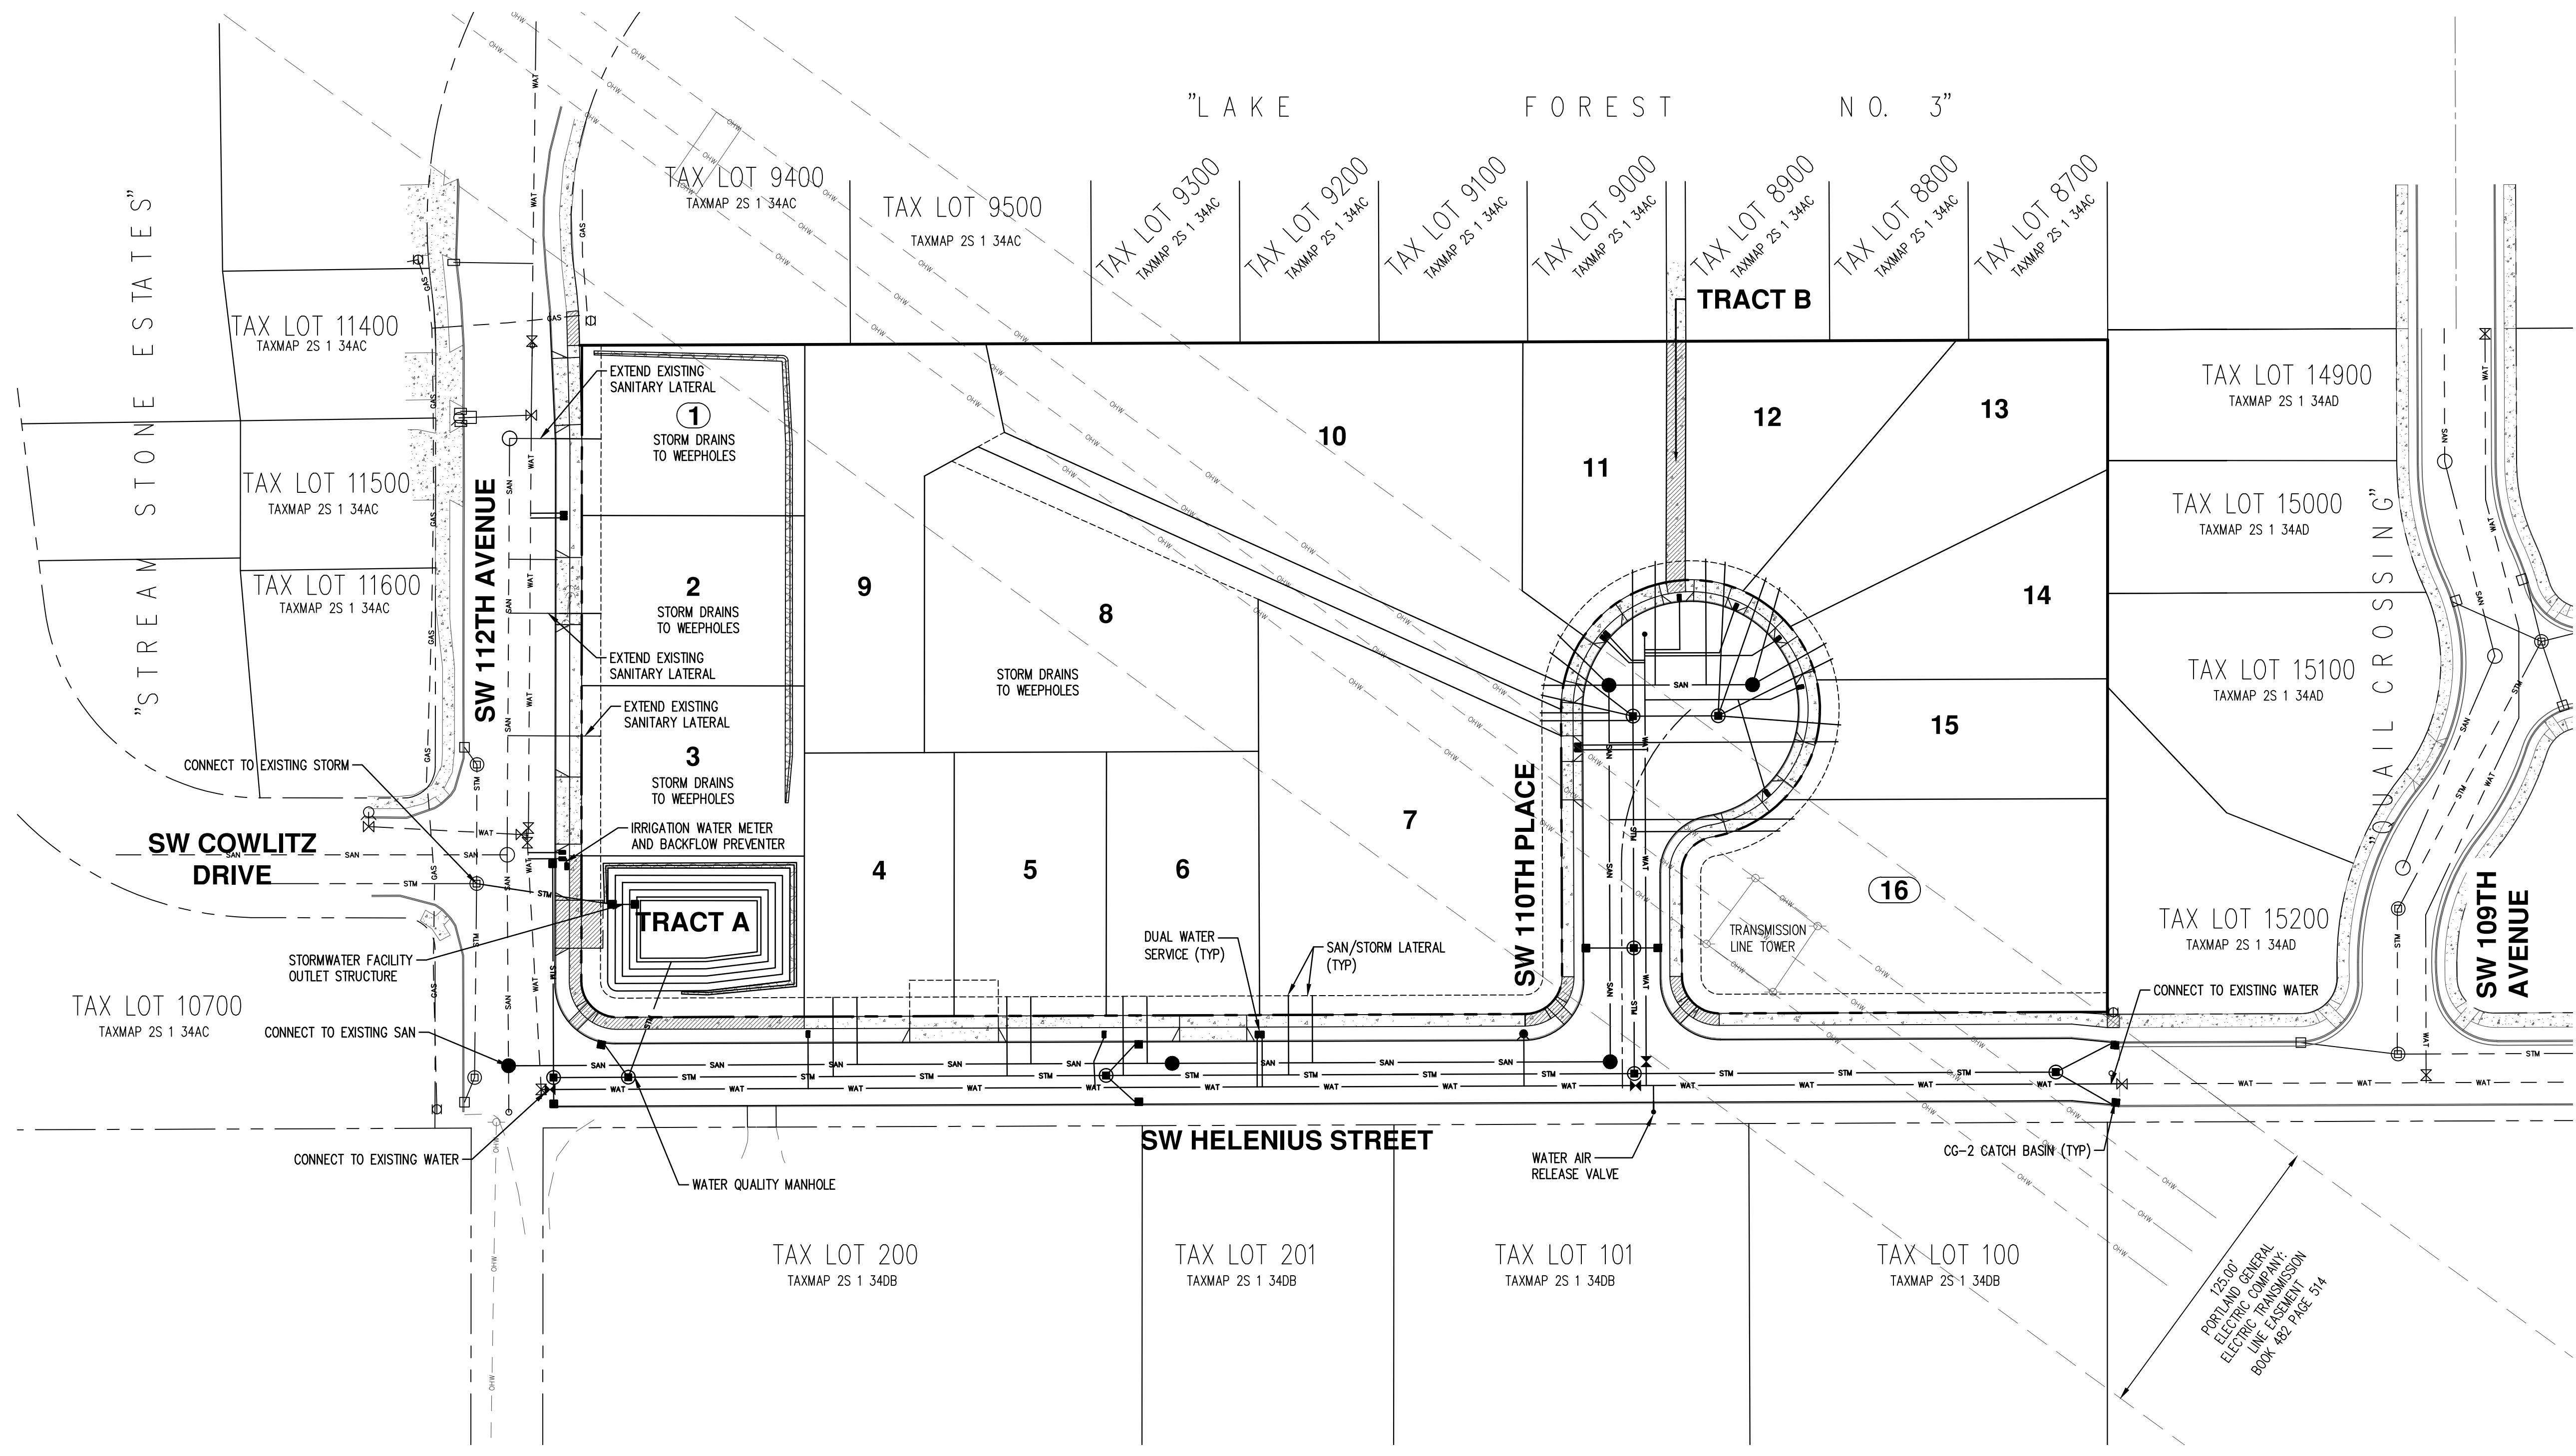 "LAKE FOREST NO. 3"
"STREAM STONE ESTATES"
TAX LOT 9400
TAXMAP 2S 1 34AC
TAX LOT 9500
TAXMAP 2S 1 34AC
TAX LOT 9300
TAXMAP 2S 1 34AC
TAX LOT 9200
TAXMAP 2S 1 34AC
TAX LOT 9100
TAXMAP 2S 1 34AC
TAX LOT 9000
TAXMAP 2S 1 34AC
TAX LOT 8900
TAXMAP 2S 1 34AC
TAX LOT 8800
TAXMAP 2S 1 34AC
TAX LOT 8700
TAXMAP 2S 1 34AC
TRACT B
TAX LOT 11400
TAXMAP 2S 1 34AC
TAX LOT 11500
TAXMAP 2S 1 34AC
TAX LOT 11600
TAXMAP 2S 1 34AC
SW 112TH AVENUE
EXTEND EXISTING
SANITARY LATERAL
1
STORM DRAINS
TO WEEPHOLES
2
STORM DRAINS
TO WEEPHOLES
EXTEND EXISTING
SANITARY LATERAL
EXTEND EXISTING
SANITARY LATERAL
3
STORM DRAINS
TO WEEPHOLES
IRRIGATION WATER METER
AND BACKFLOW PREVENTER
TRACT A
9
8
STORM DRAINS
TO WEEPHOLES
10
11
12
13
14
15
16
4
5
6
7
DUAL WATER
SERVICE (TYP)
SAN/STORM LATERAL
(TYP)
SW 110TH PLACE
TRANSMISSION
LINE TOWER
TAX LOT 14900
TAXMAP 2S 1 34AD
TAX LOT 15000
TAXMAP 2S 1 34AD
TAX LOT 15100
TAXMAP 2S 1 34AD
TAX LOT 15200
TAXMAP 2S 1 34AD
"QUAIL CROSSING"
SW 109TH
AVENUE
CONNECT TO EXISTING STORM
SW COWLITZ
DRIVE
STORMWATER FACILITY
OUTLET STRUCTURE
TAX LOT 10700
TAXMAP 2S 1 34AC
CONNECT TO EXISTING SAN
CONNECT TO EXISTING WATER
WATER QUALITY MANHOLE
SW HELENIUS STREET
WATER AIR
RELEASE VALVE
CONNECT TO EXISTING WATER
CG-2 CATCH BASIN (TYP)
TAX LOT 200
TAXMAP 2S 1 34DB
TAX LOT 201
TAXMAP 2S 1 34DB
TAX LOT 101
TAXMAP 2S 1 34DB
TAX LOT 100
TAXMAP 2S 1 34DB
125.00'
PORTLAND GENERAL
ELECTRIC COMPANY:
ELECTRIC TRANSMISSION
LINE EASEMENT
BOOK 482 PAGE 514
SAN
STM
WAT
GAS
OHW